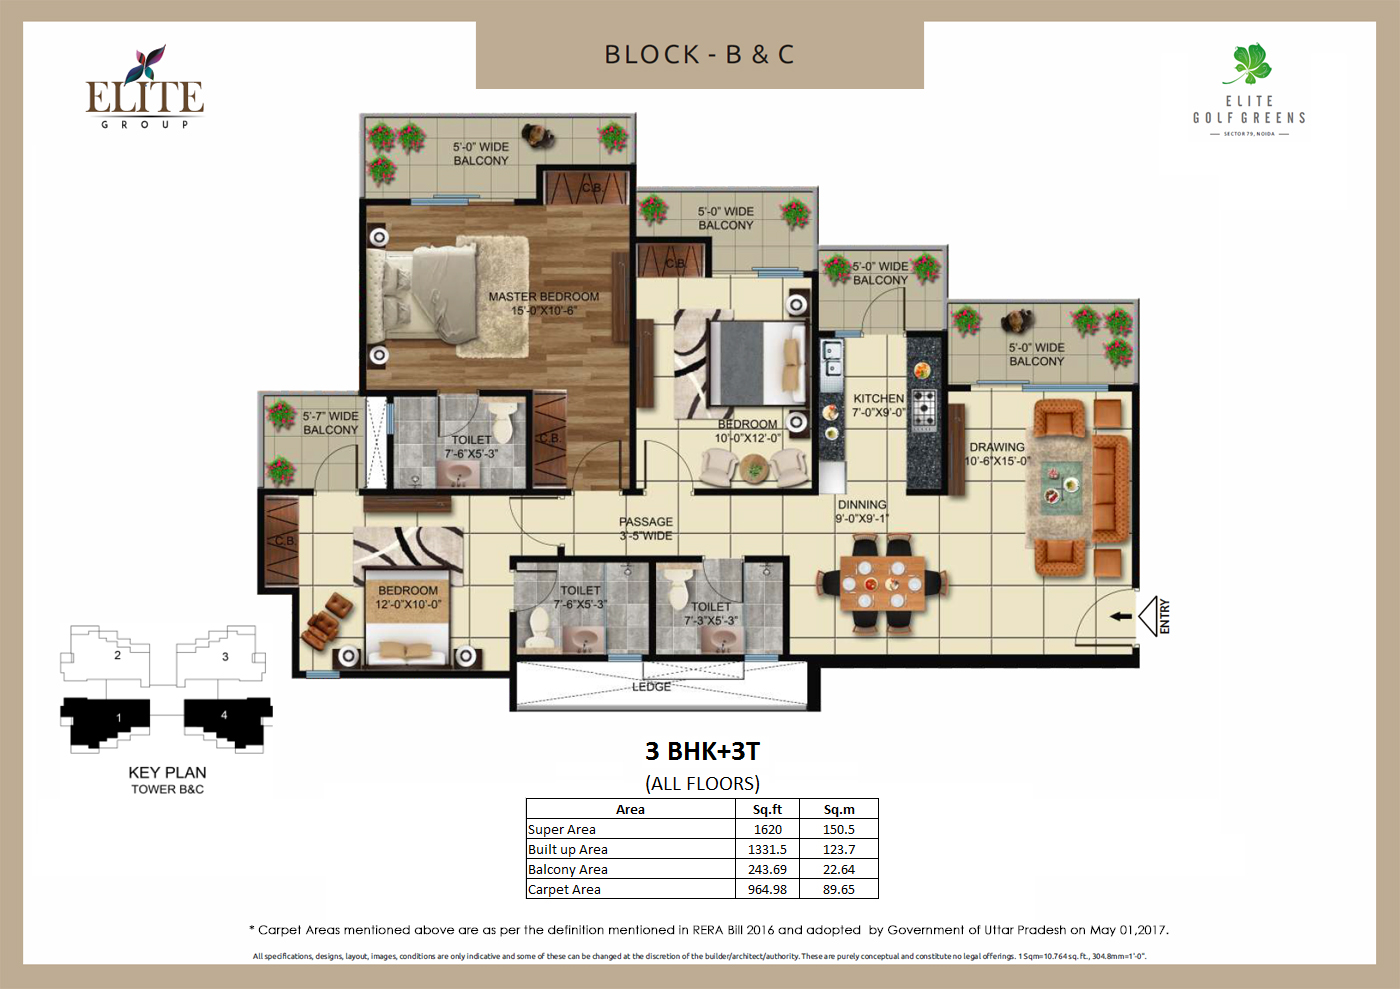 BLOCK - B & C
ELITE
GROUP
ELITE
GOLF GREENS
SECTOR 79, NOIDA
5'-0" WIDE
BALCONY
C.B.
5'-0" WIDE
BALCONY
C.B.
5'-0" WIDE
BALCONY
5'-0" WIDE
BALCONY
MASTER BEDROOM
15'-0"X10'-6"
5'-7" WIDE
BALCONY
TOILET
7'-6"X5'-3"
C.B.
BEDROOM
10'-0"X12'-0"
KITCHEN
7'-0"X9'-0"
DRAWING
10'-6"X15'-0"
DINNING
9'-0"X9'-1"
PASSAGE
3'-5"WIDE
C.B.
BEDROOM
12'-0"X10'-0"
TOILET
7'-6"X5'-3"
TOILET
7'-3"X5'-3"
ENTRY
LEDGE
2
3
1
4
KEY PLAN
TOWER B&C
3 BHK+3T
(ALL FLOORS)
Area Sq.ft Sq.m
Super Area 1620 150.5
Built up Area 1331.5 123.7
Balcony Area 243.69 22.64
Carpet Area 964.98 89.65
* Carpet Areas mentioned above are as per the definition mentioned in RERA Bill 2016 and adopted by Government of Uttar Pradesh on May 01,2017.
All specifications, designs, layout, images, conditions are only indicative and some of these can be changed at the discretion of the builder/architect/authority. These are purely conceptual and constitute no legal offerings. 1 Sqm=10.764 sq. ft., 304.8mm=1'-0".